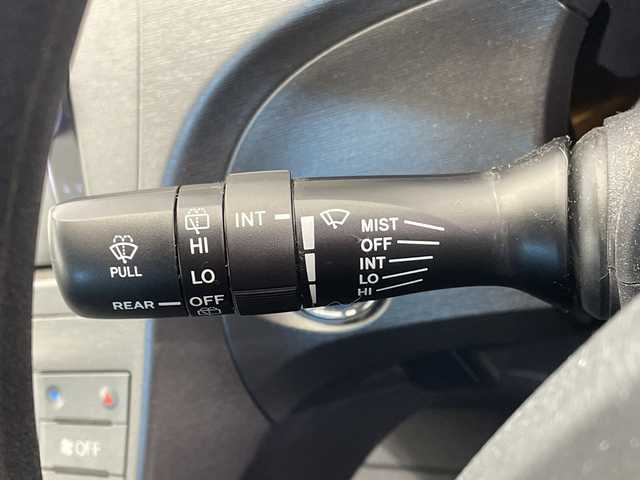 PULL
REAR
HI
LO
OFF
INT
MIST
OFF
INT
LO
HI
OFF